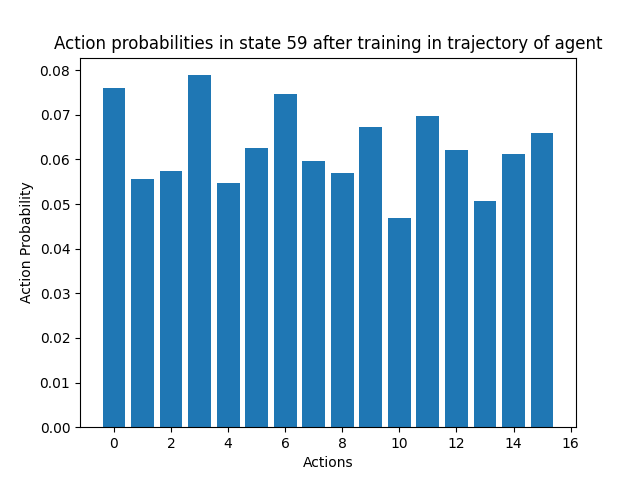 Action probabilities in state 59 after training in trajectory of agent
0.08
0.07
0.06
0.05
0.04
0.03
0.02
0.01
0.00
Action Probability
0 2 4 6 8 10 12 14 16
Actions